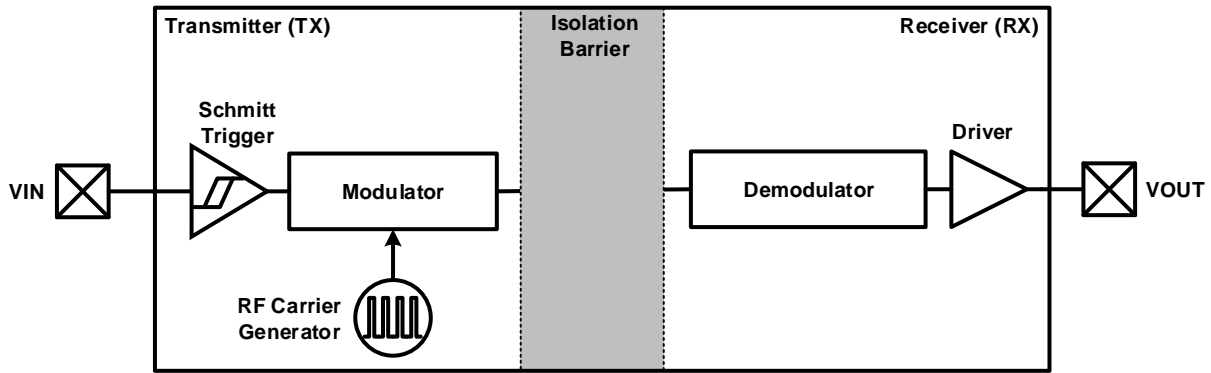 Transmitter (TX)
Isolation
Barrier
Receiver (RX)
Schmitt
Trigger
Driver
VIN
Modulator
Demodulator
VOUT
RF Carrier
Generator